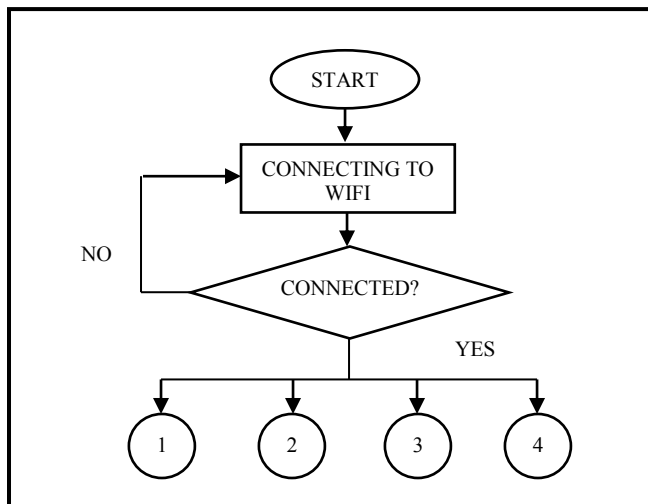 START
CONNECTING TO
WIFI
NO
CONNECTED?
YES
1
2
3
4